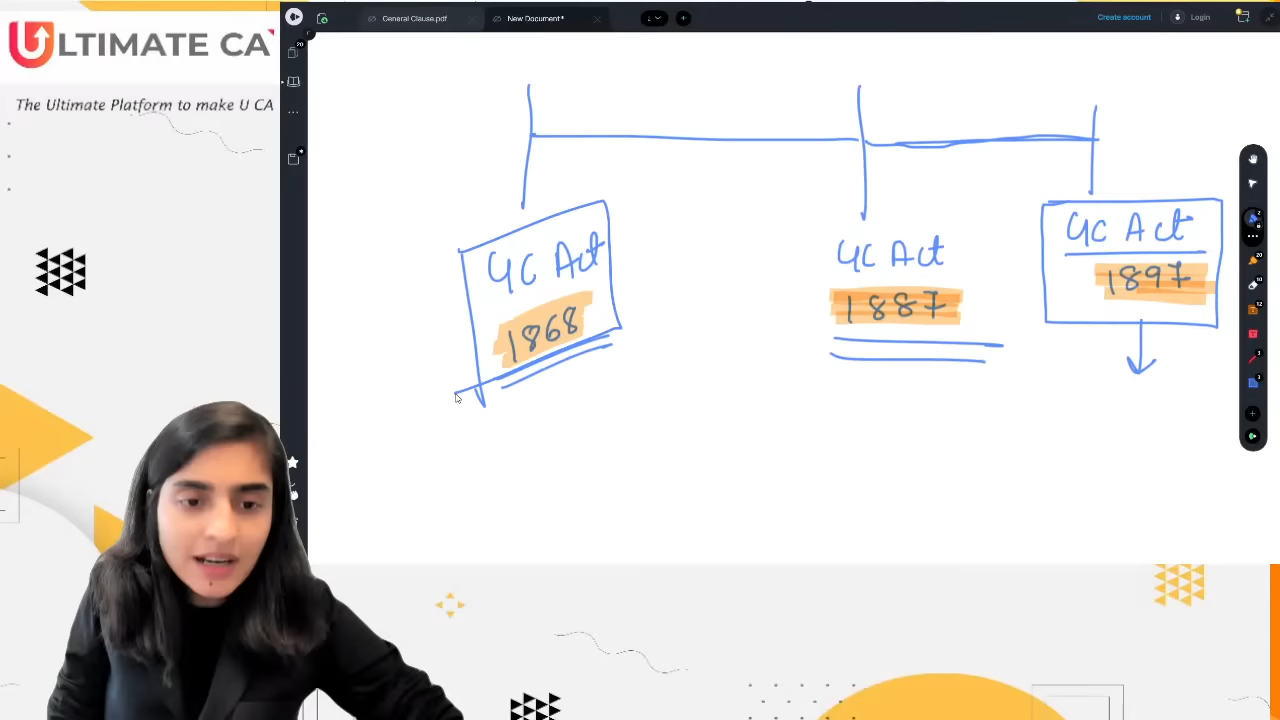 ULTIMATE CA
The Ultimate Platform to make U CA
General Clause.pdf
New Document*
Create account
Login
GC Act
1868
GC Act
1887
GC Act
1897